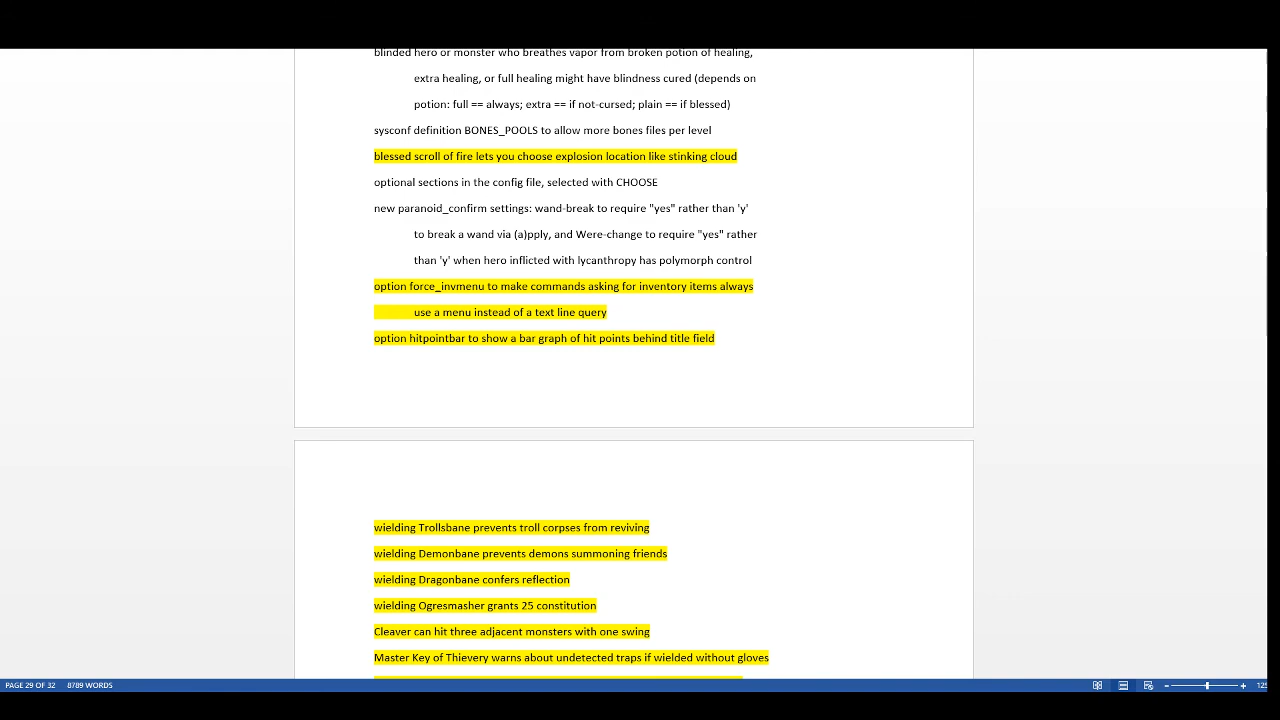 blinded hero or monster who breathes vapor from broken potion of healing,
extra healing, or full healing might have blindness cured (depends on
potion: full == always; extra == if not-cursed; plain == if blessed)
sysconf definition BONES_POOLS to allow more bones files per level
blessed scroll of fire lets you choose explosion location like stinking cloud
optional sections in the config file, selected with CHOOSE
new paranoid_confirm settings: wand-break to require "yes" rather than 'y'
to break a wand via (a)pply, and Were-change to require "yes" rather
than 'y' when hero inflicted with lycanthropy has polymorph control
option force_invmenu to make commands asking for inventory items always
use a menu instead of a text line query
option hitpointbar to show a bar graph of hit points behind title field
wielding Trollsbane prevents troll corpses from reviving
wielding Demonbane prevents demons summoning friends
wielding Dragonbane confers reflection
wielding Ogresmasher grants 25 constitution
Cleaver can hit three adjacent monsters with one swing
Master Key of Thievery warns about undetected traps if wielded without gloves
PAGE 29 OF 32 8789 WORDS